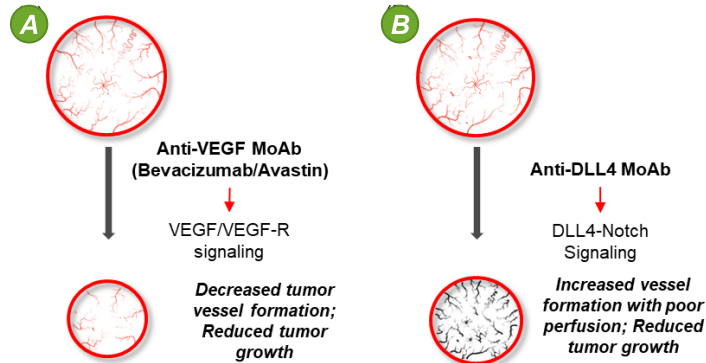 A
Anti-VEGF MoAb
(Bevacizumab/Avastin)
VEGF/VEGF-R
signaling
Decreased tumor
vessel formation;
Reduced tumor
growth
B
Anti-DLL4 MoAb
DLL4-Notch
Signaling
Increased vessel
formation with poor
perfusion; Reduced
tumor growth